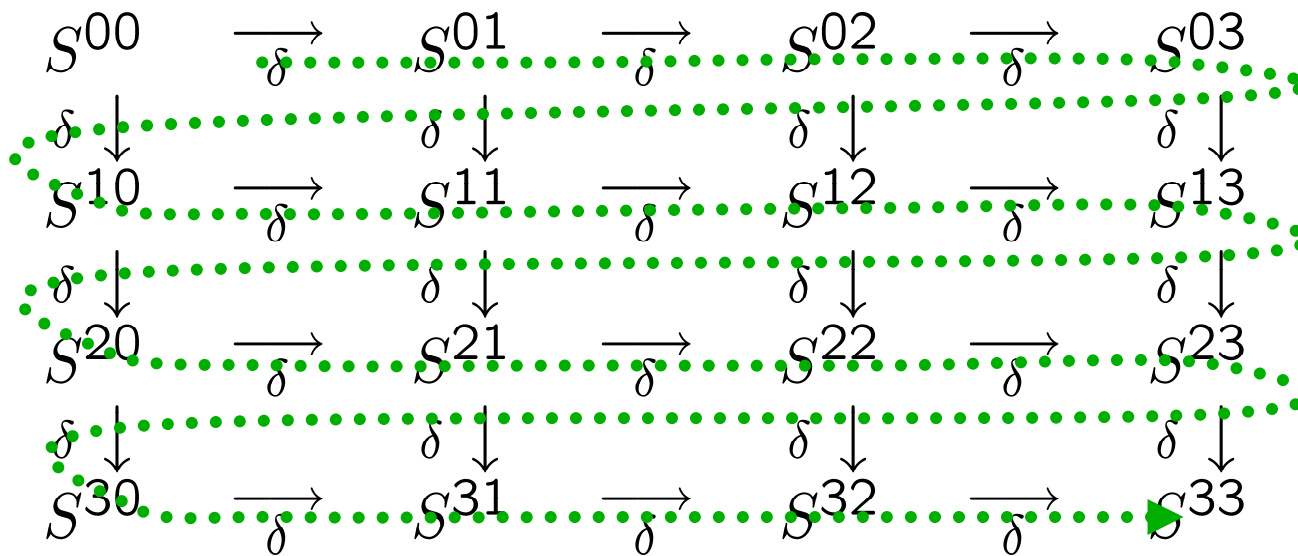 S⁰⁰ ⟶ S⁰¹ ⟶ S⁰² ⟶ S⁰³
δ δ δ
δ ↓ δ ↓ δ ↓ δ ↓
S¹⁰ ⟶ S¹¹ ⟶ S¹² ⟶ S¹³
δ δ δ
δ ↓ δ ↓ δ ↓ δ ↓
S²⁰ ⟶ S²¹ ⟶ S²² ⟶ S²³
δ δ δ
δ ↓ δ ↓ δ ↓ δ ↓
S³⁰ ⟶ S³¹ ⟶ S³² ⟶ S³³
δ δ δ